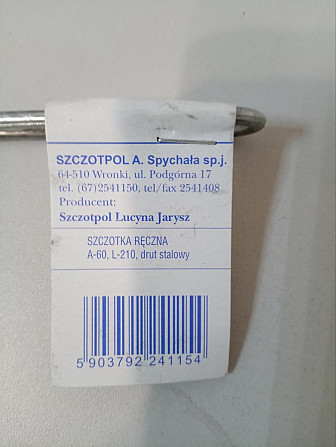 SZCZOTPOL A. Spychała sp.j.
64-510 Wronki, ul. Podgórna 17
tel. (67)2541150, tel/fax 2541408
Producent:
Szczotpol Lucyna Jarysz
SZCZOTKA RĘCZNA
A-60, L-210, drut stalowy
5 903792 241154